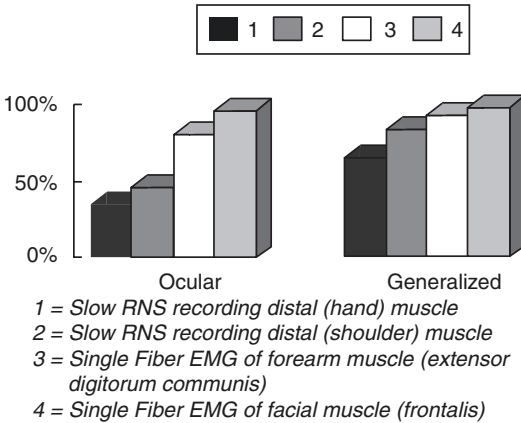 1 2 3 4
100%
50%
0%
Ocular Generalized
1 = Slow RNS recording distal (hand) muscle
2 = Slow RNS recording distal (shoulder) muscle
3 = Single Fiber EMG of forearm muscle (extensor
digitorum communis)
4 = Single Fiber EMG of facial muscle (frontalis)